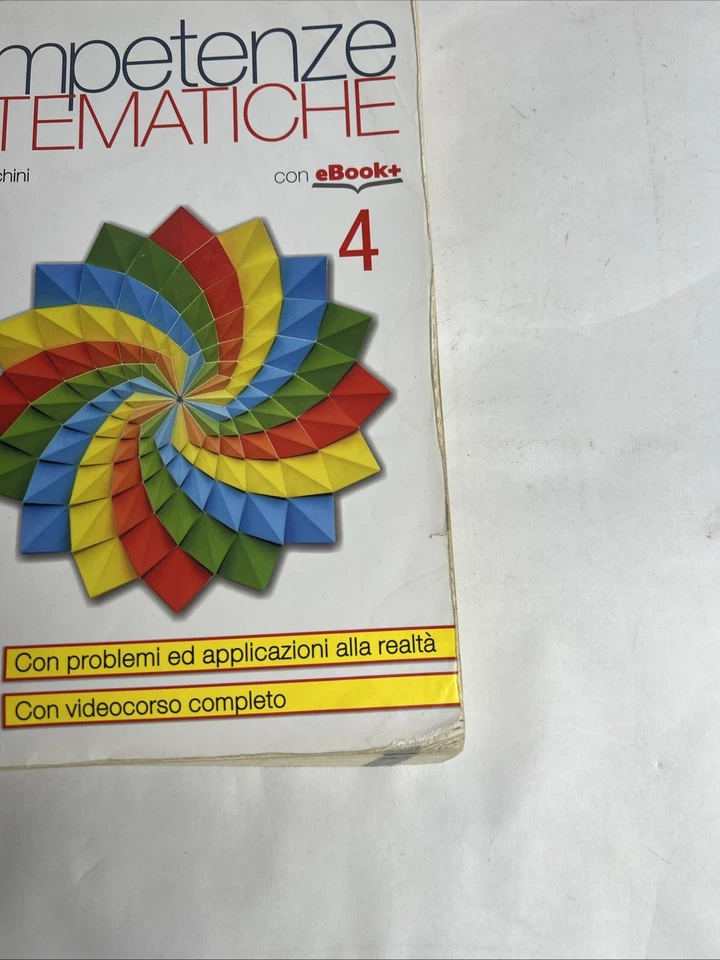 mpetenze
TEMATICHE
chini
con eBook+
4
Con problemi ed applicazioni alla realtà
Con videocorso completo